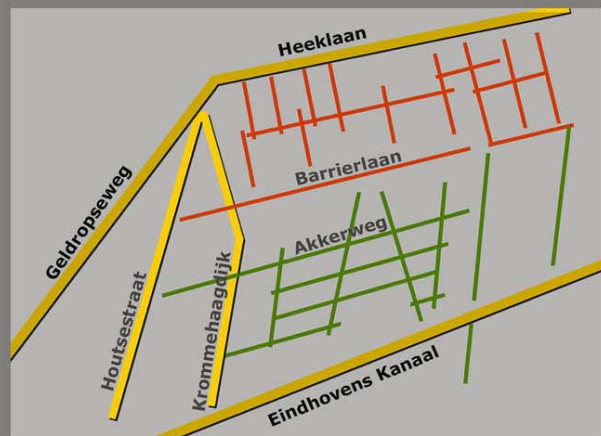 Heeklaan
Geldropseweg
Barrierlaan
Akkerweg
Houtsestraat
Krommehaagdijk
Eindhovens Kanaal